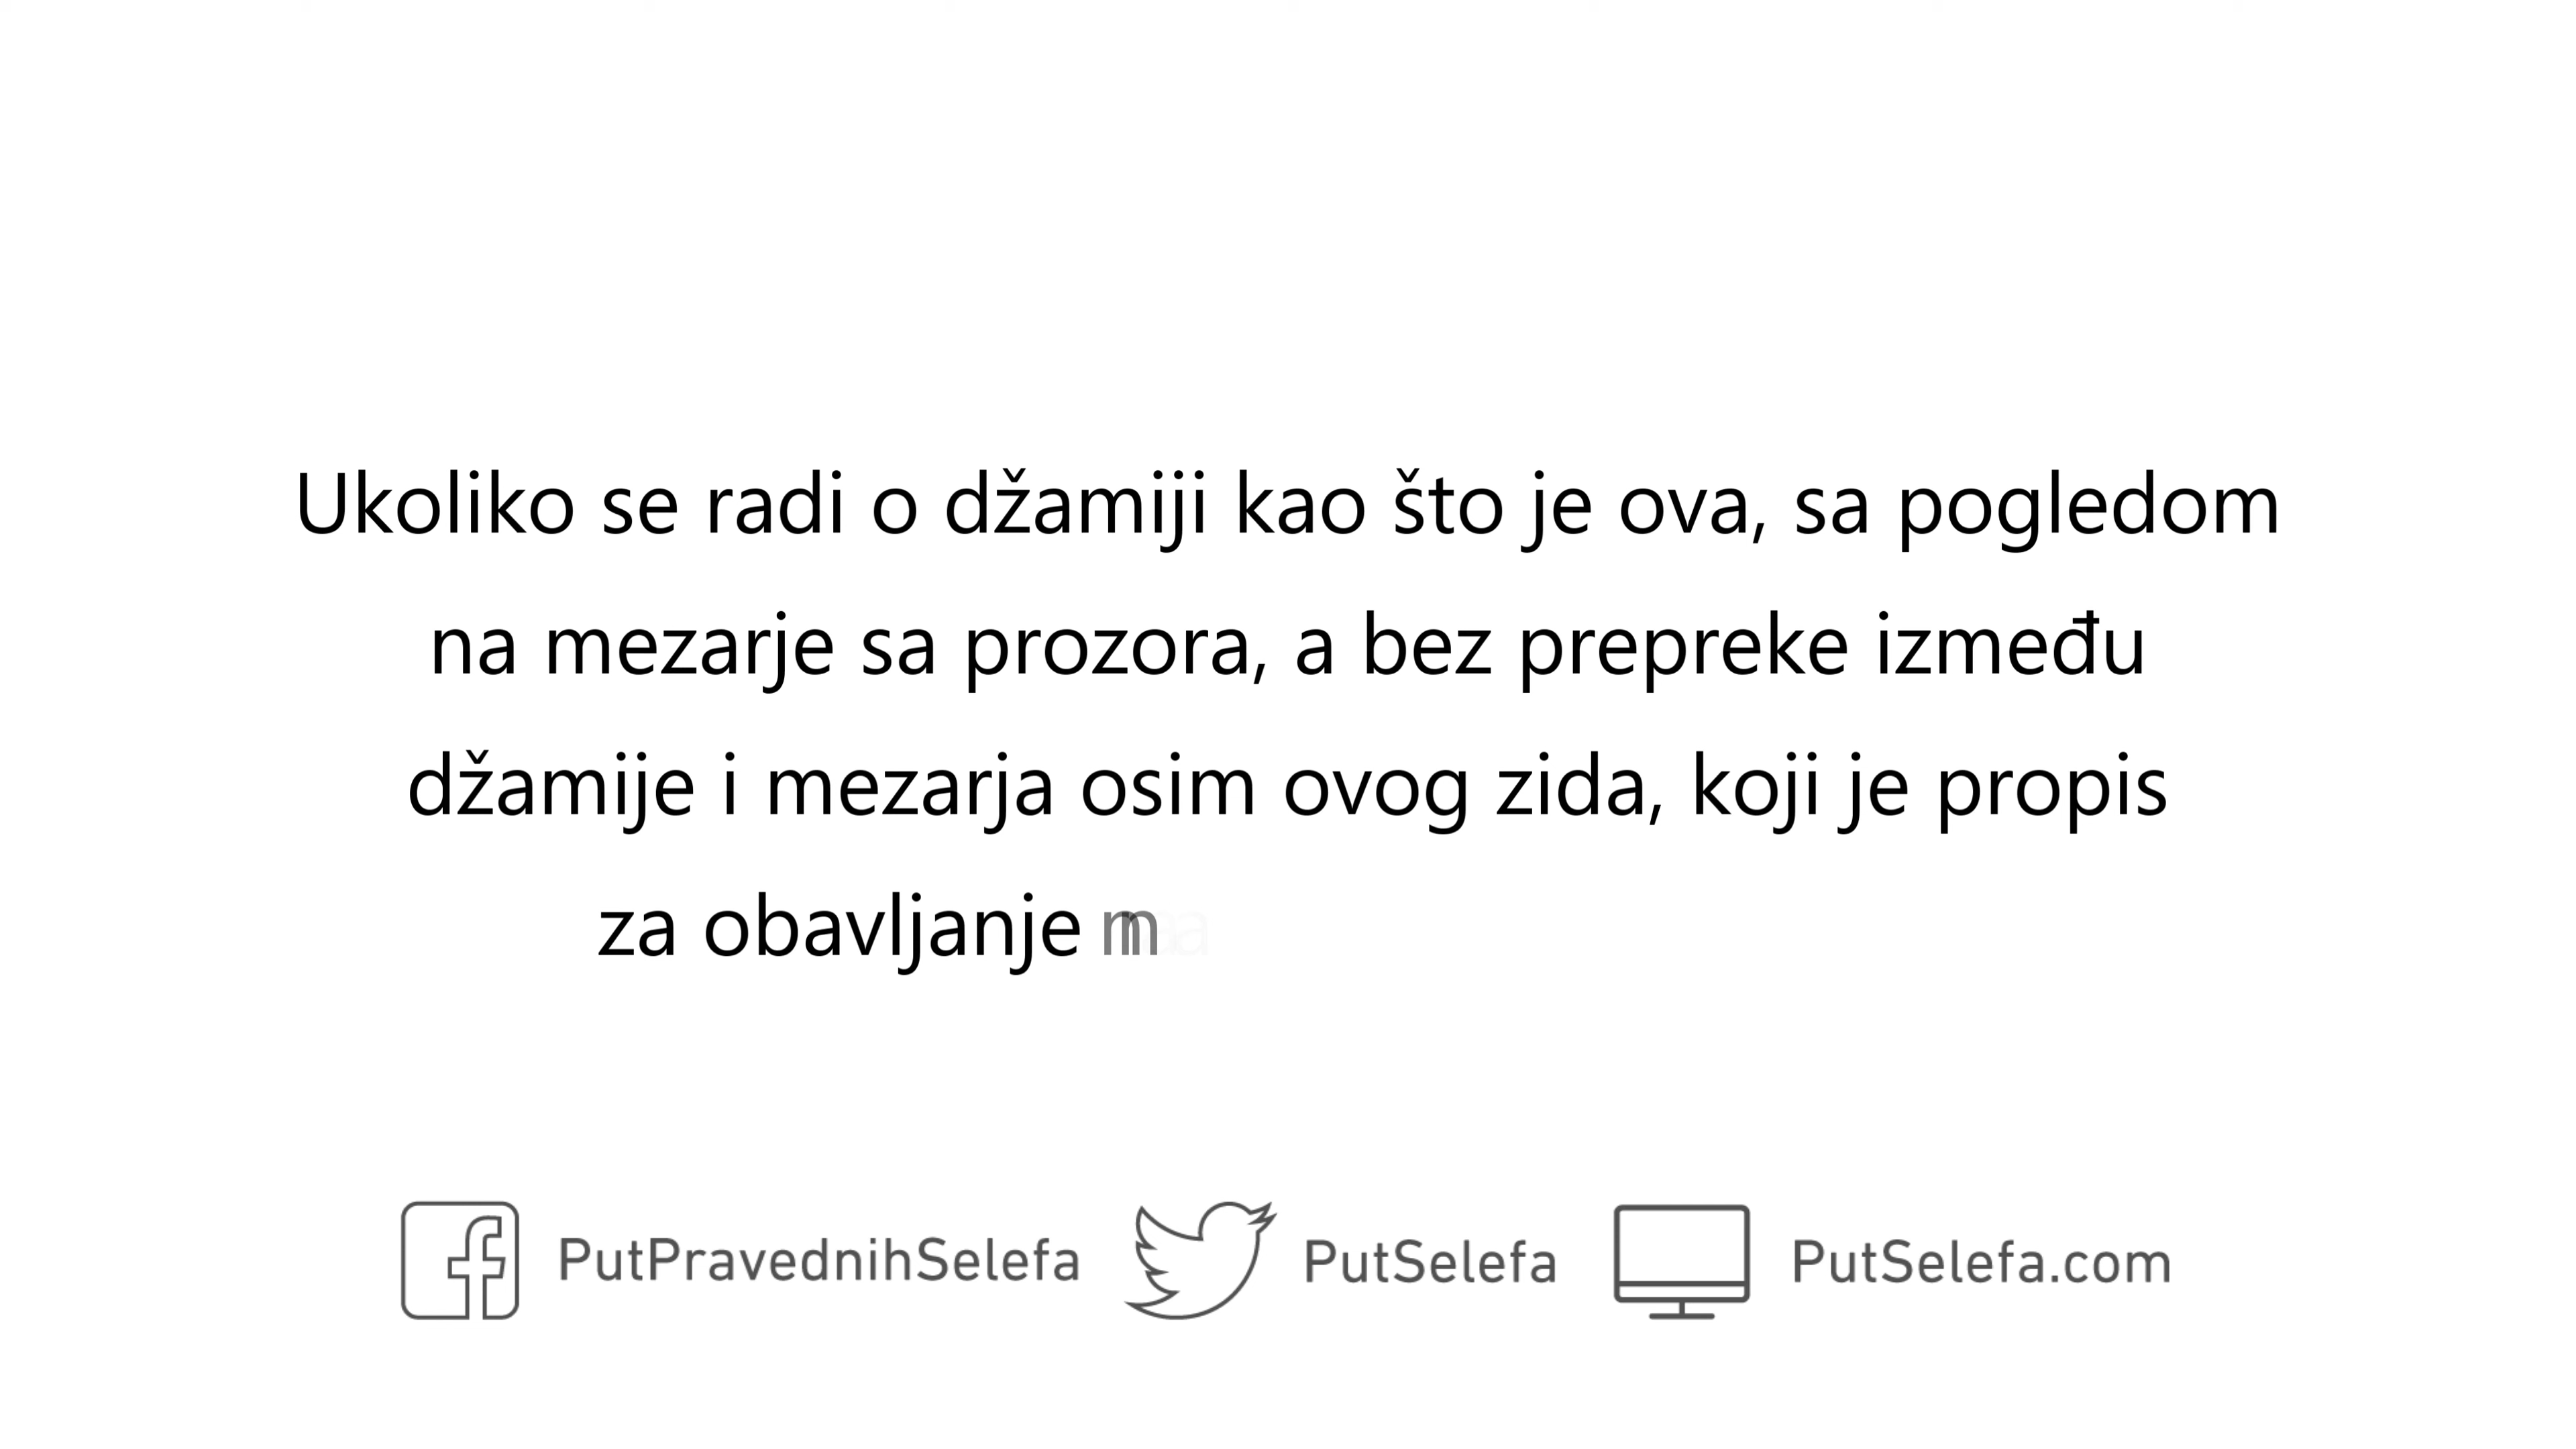 Ukoliko se radi o džamiji kao što je ova, sa pogledom
na mezarje sa prozora, a bez prepreke između
džamije i mezarja osim ovog zida, koji je propis
za obavljanje
PutPravednihSelefa PutSelefa PutSelefa.com